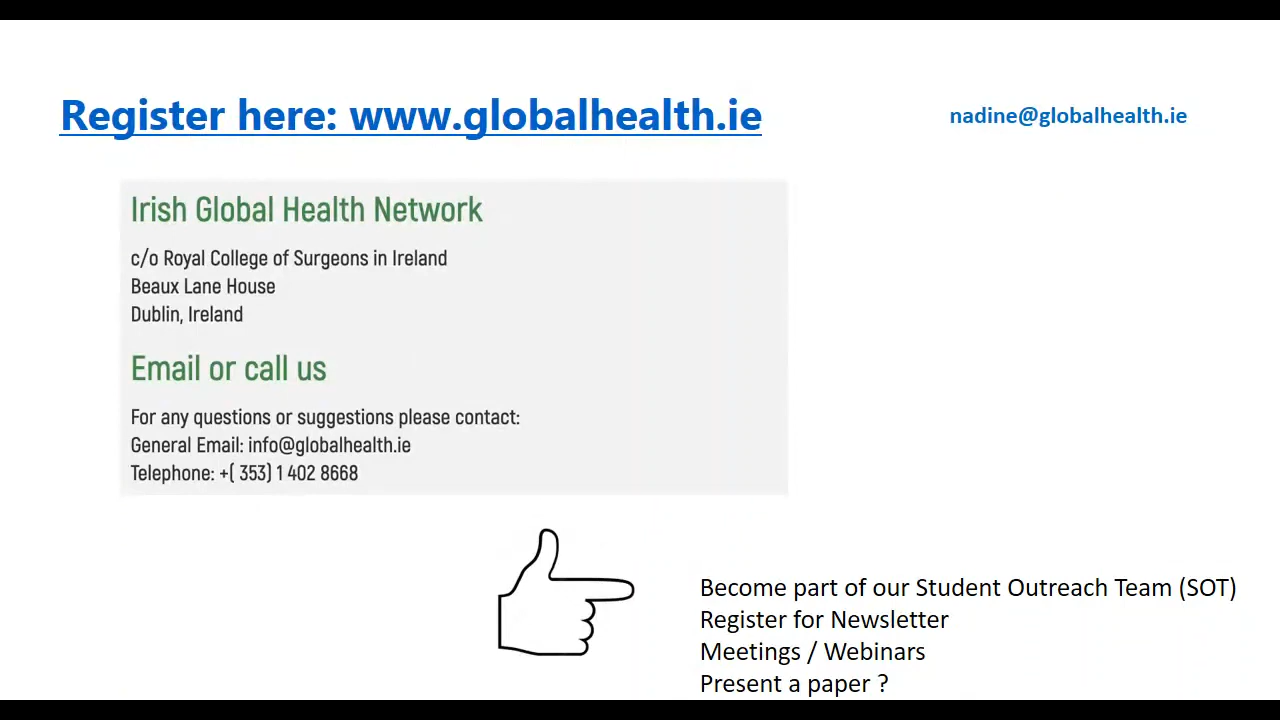 Register here: www.globalhealth.ie
nadine@globalhealth.ie
Irish Global Health Network
c/o Royal College of Surgeons in Ireland
Beaux Lane House
Dublin, Ireland
Email or call us
For any questions or suggestions please contact:
General Email: info@globalhealth.ie
Telephone: +( 353) 1 402 8668
Become part of our Student Outreach Team (SOT)
Register for Newsletter
Meetings / Webinars
Present a paper ?